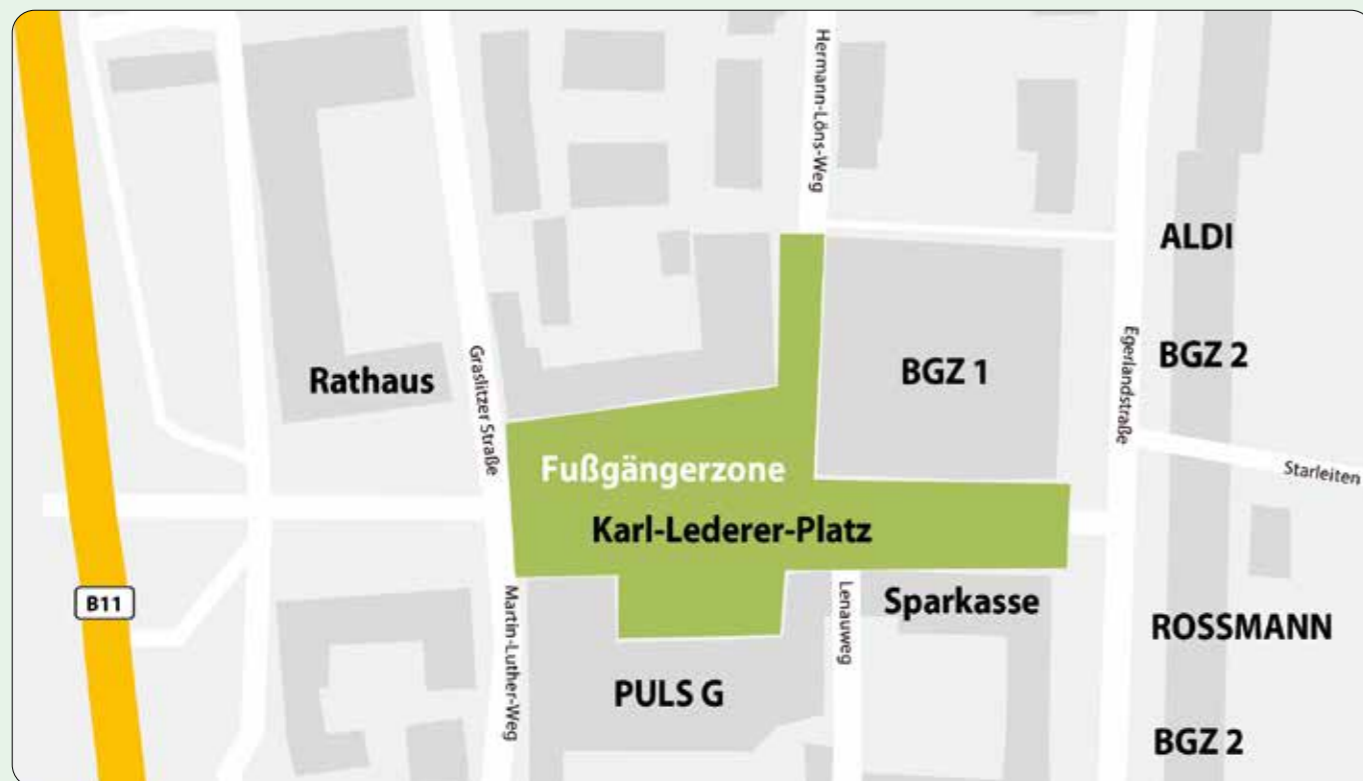 Hermann-Löns-Weg
ALDI
BGZ 2
Egerlandstraße
BGZ 1
Rathaus
Graslitzer Straße
Fußgängerzone
Karl-Lederer-Platz
Starleiten
B11
Martin-Luther-Weg
Lenauweg
Sparkasse
ROSSMANN
PULS G
BGZ 2